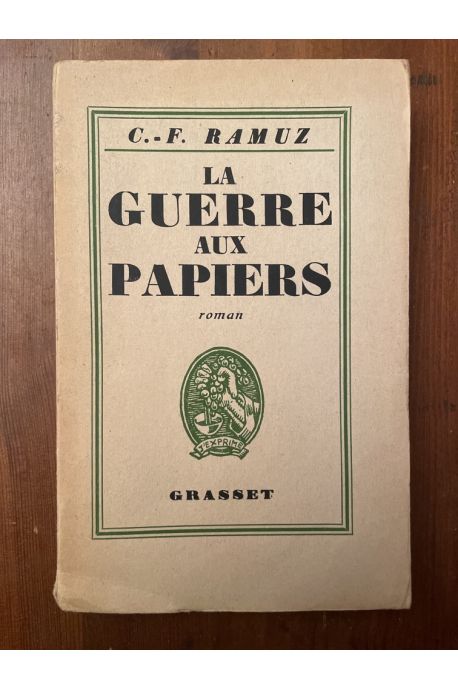 C.-F. RAMUZ
LA
GUERRE
AUX
PAPIERS
roman
J'EXPRIME
GRASSET